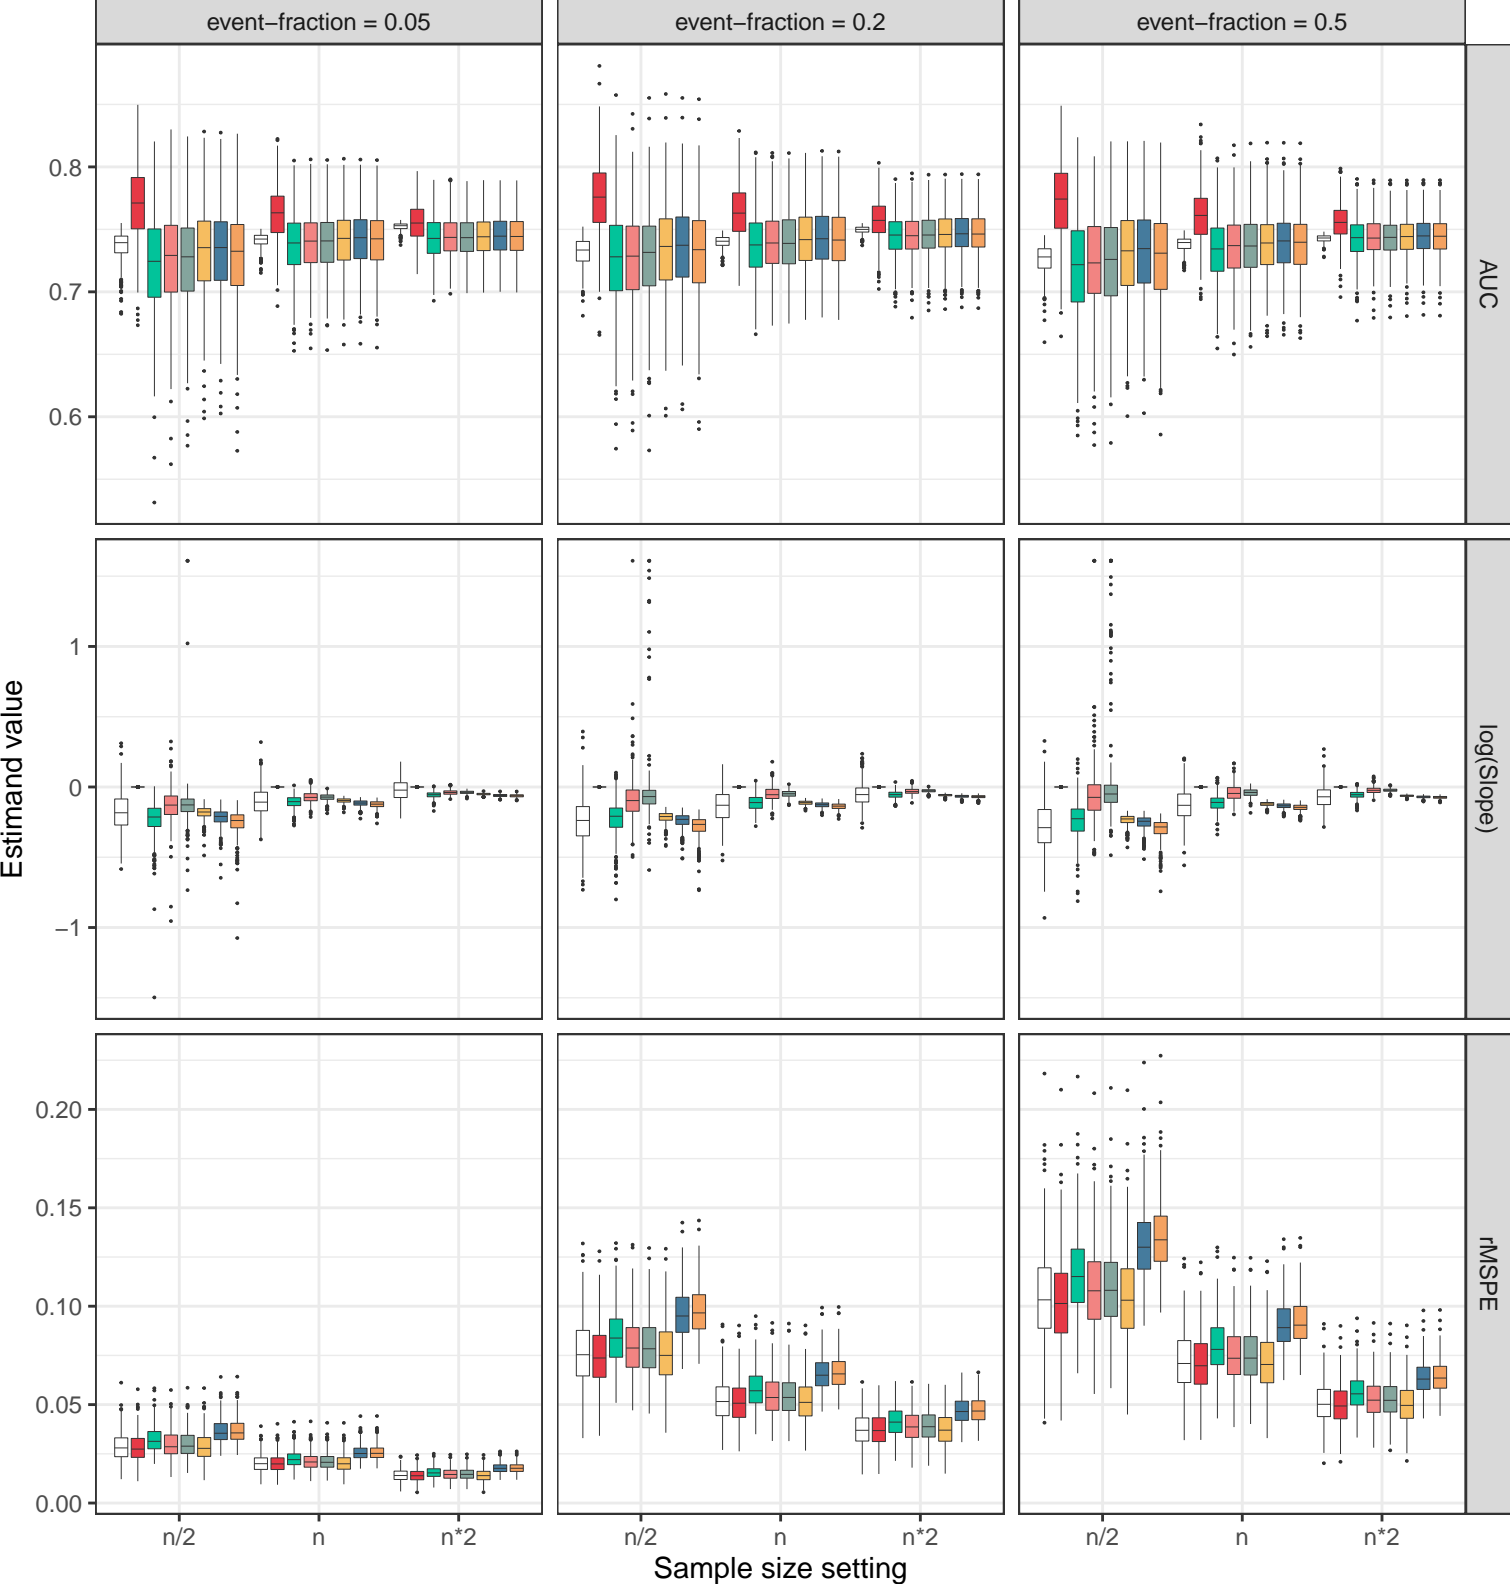 event−fraction = 0.05
event−fraction = 0.2
event−fraction = 0.5
0.8
0.7
0.6
AUC
1
0
−1
log(Slope)
Estimand value
0.20
0.15
0.10
0.05
0.00
rMSPE
n/2
n
n*2
n/2
n
n*2
n/2
n
n*2
Sample size setting